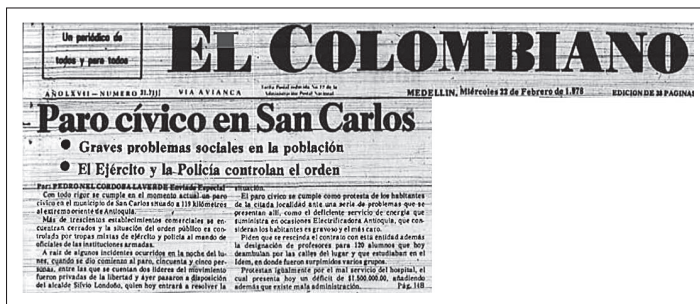 Un periódico de
todos y para todos
EL COLOMBIANO
AÑO LXVII — NUMERO
VIA AVIANCA
Tarifa Postal reducida No 17 de la
Administración Postal Nacional
MEDELLIN, Miércoles 22 de Febrero de 1.978
EDICION DE 28 PAGINAS
Paro cívico en San Carlos
• Graves problemas sociales en la población
• El Ejército y la Policía controlan el orden
Por: PEDRONEL CORDOBA LAVERDE Enviado Especial
Con todo rigor se cumple en el momento actual un paro
cívico en el municipio de San Carlos situado a 119 kilómetros
al extremo oriente de Antioquia.
Más de trescientos establecimientos comerciales se en-
cuentran cerrados y la situación del orden público es con-
trolada por tropas mixtas de ejército y policía al mando de
oficiales de las instituciones armadas.
A raíz de algunos incidentes ocurridos en la noche del lu-
nes, cuando se dio comienzo al paro, cincuenta y cinco per-
sonas, entre las que se cuentan dos líderes del movimiento
fueron privadas de la libertad y ayer pasaron a disposición
del alcalde Silvio Londoño, quien hoy entrará a resolver la
situación.
El paro cívico se cumple como protesta de los habitantes
de la citada localidad ante una serie de problemas que se
presentan allí, como el deficiente servicio de energía que
suministra en ocasiones Electrificadora Antioquia, que con-
sideran los habitantes es gravoso y el más caro.
Piden que se rescinda el contrato con esta entidad además
la designación de profesores para 120 alumnos que hoy
deambulan por las calles del lugar y que estudiaban en el
Idem, en donde fueron surpimidos varios grupos.
Protestan igualmente por el mal servicio del hospital, el
cual presenta hoy un déficit de $1.500.000.00, añadiendo
además que existe mala administración. Pág. 14B